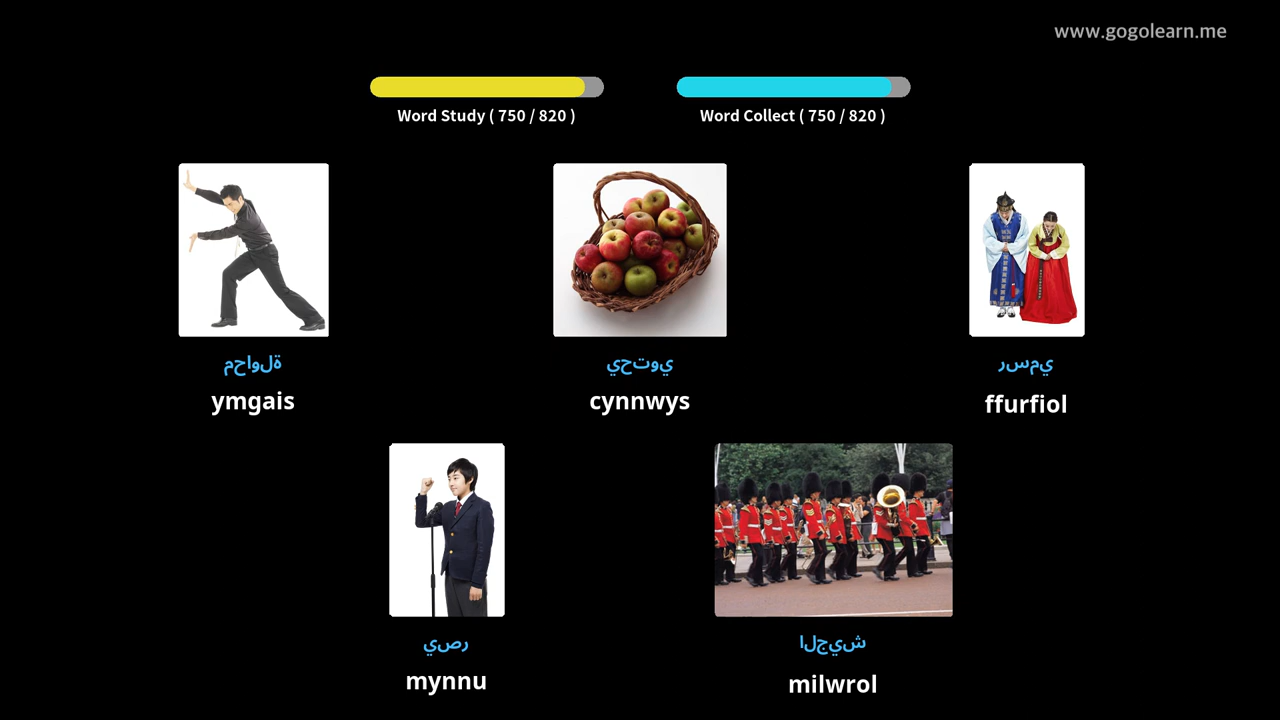 www.gogolearn.me
Word Study ( 750 / 820 )
Word Collect ( 750 / 820 )
محاولة
ymgais
يحتوي
cynnwys
رسمي
ffurfiol
يصر
mynnu
الجيش
milwrol